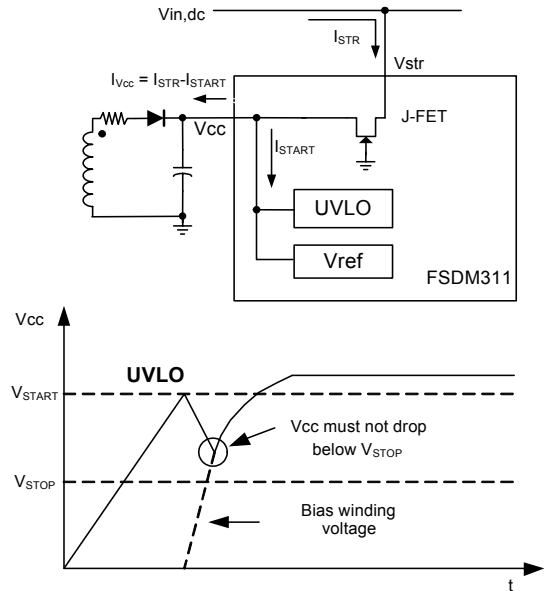 Vin,dc
ISTR
Vstr
IVcc = ISTR-ISTART
J-FET
Vcc
ISTART
UVLO
Vref
FSDM311
Vcc
UVLO
VSTART
Vcc must not drop
below VSTOP
VSTOP
Bias winding
voltage
t